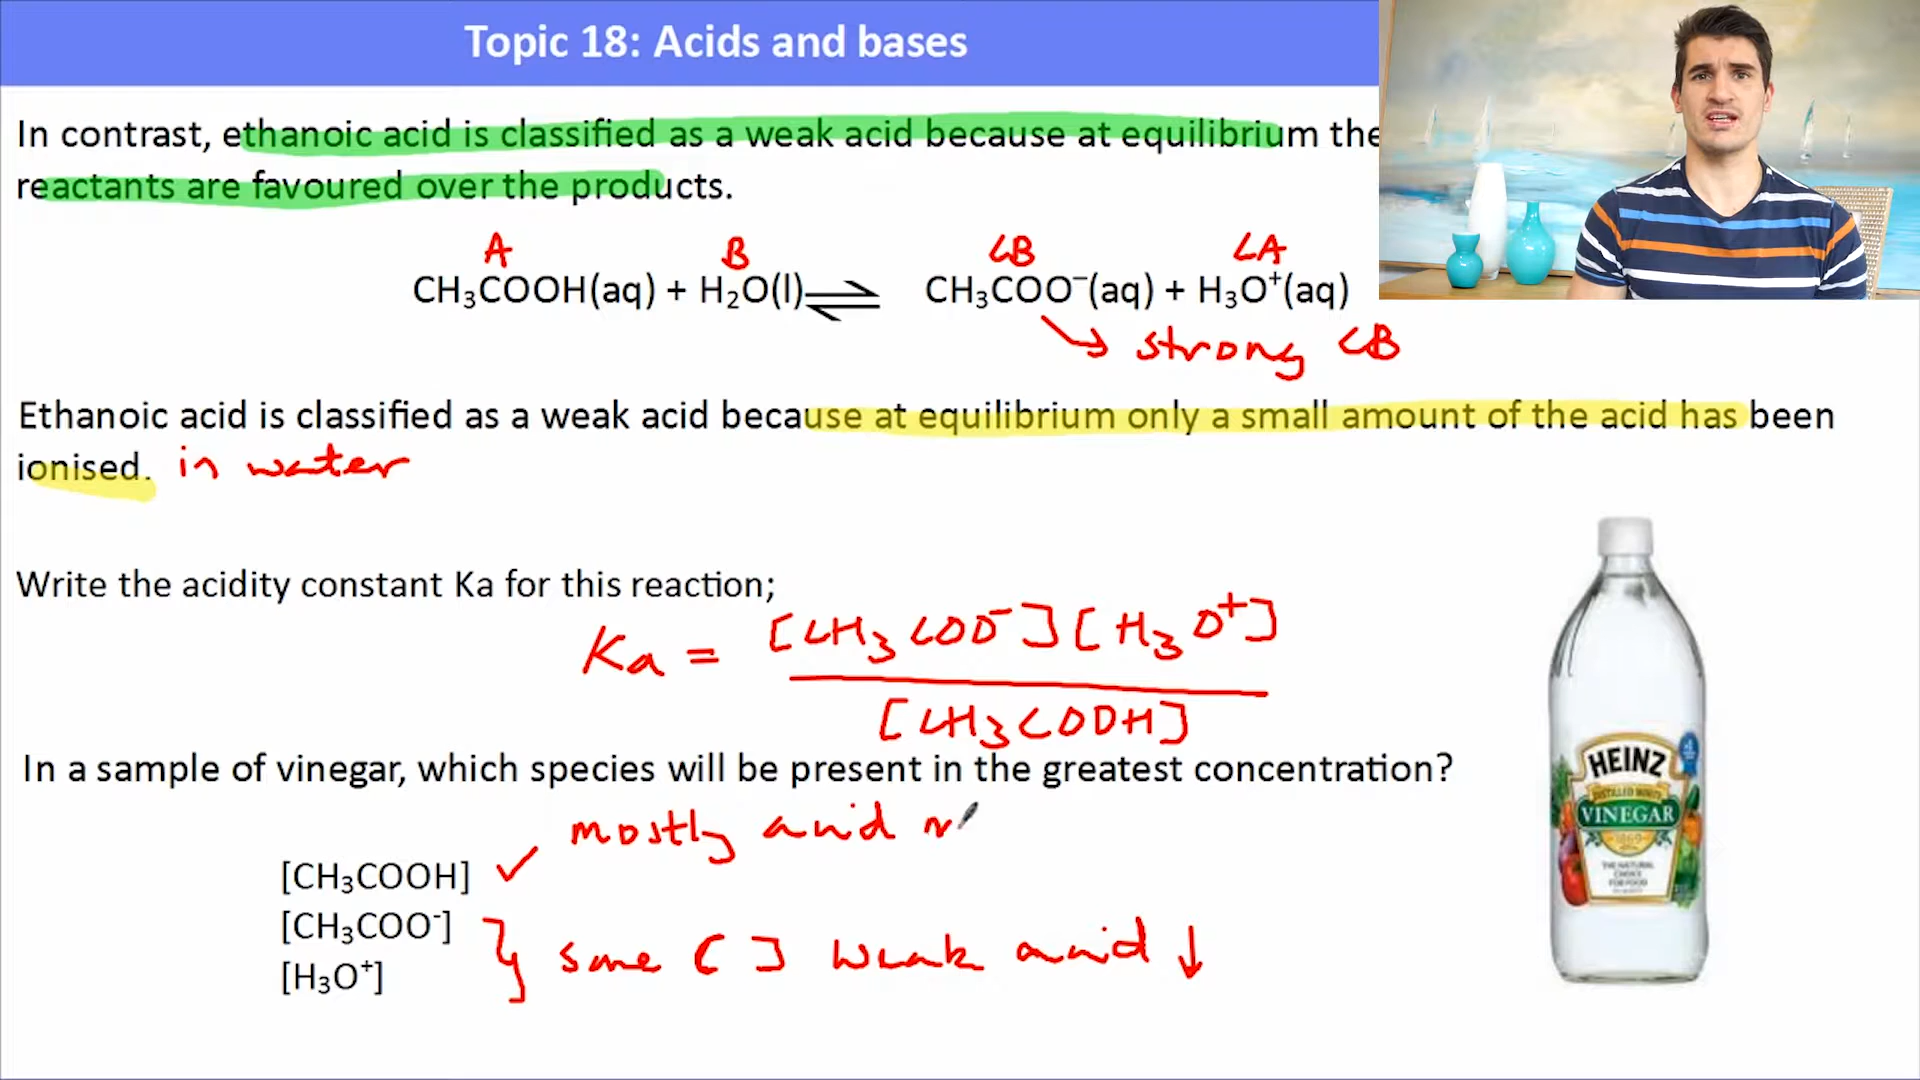 Topic 18: Acids and bases
In contrast, ethanoic acid is classified as a weak acid because at equilibrium the
reactants are favoured over the products.
A B CB CA
CH₃COOH(aq) + H₂O(l) ⇌ CH₃COO⁻(aq) + H₃O⁺(aq)
strong CB
Ethanoic acid is classified as a weak acid because at equilibrium only a small amount of the acid has been
ionised. in water
Write the acidity constant Ka for this reaction;
Ka = [CH₃COO⁻][H₃O⁺]
[CH₃COOH]
In a sample of vinegar, which species will be present in the greatest concentration?
mostly acid
[CH₃COOH] ✓
[CH₃COO⁻]
same [ ] weak acid ↓
[H₃O⁺]
HEINZ
DISTILLED WHITE
VINEGAR